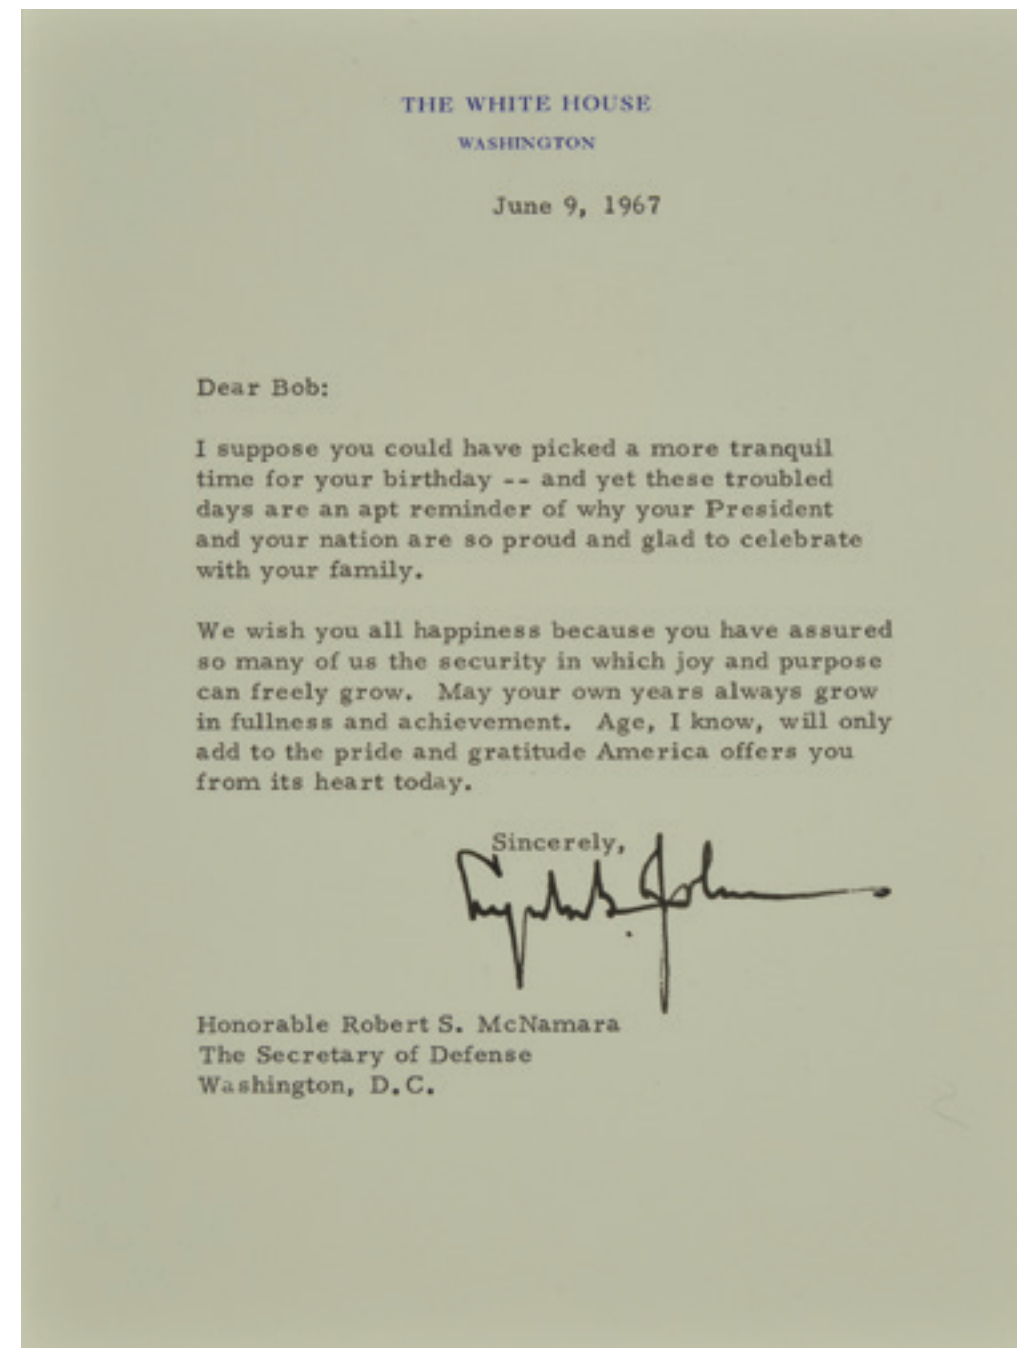 THE WHITE HOUSE
WASHINGTON
June 9, 1967
Dear Bob:
I suppose you could have picked a more tranquil
time for your birthday -- and yet these troubled
days are an apt reminder of why your President
and your nation are so proud and glad to celebrate
with your family.
We wish you all happiness because you have assured
so many of us the security in which joy and purpose
can freely grow. May your own years always grow
in fullness and achievement. Age, I know, will only
add to the pride and gratitude America offers you
from its heart today.
Sincerely,
Lyndon B. Johnson
Honorable Robert S. McNamara
The Secretary of Defense
Washington, D.C.